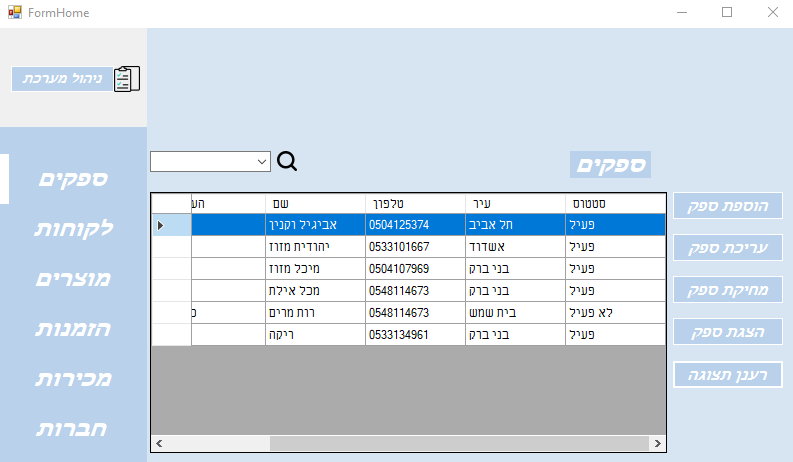 FormHome
ניהול מערכת
ספקים
לקוחות
מוצרים
הזמנות
מכירות
חברות
ספקים
סטטוס עיר טלפון שם הע
פעיל תל אביב 0504125374 אביגיל וקנין
פעיל אשדוד 0533101667 יהודית מזוז
פעיל בני ברק 0504107969 מיכל מזוז
פעיל בני ברק 0548114673 מכל אילת
לא פעיל בית שמש 0548114673 רות מרים
פעיל בני ברק 0533134961 ריקה
הוספת ספק
עריכת ספק
מחיקת ספק
הצגת ספק
רענן תצוגה